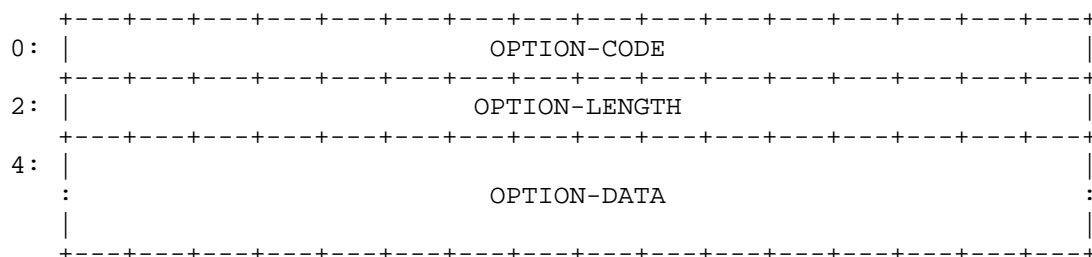 +---+---+---+---+---+---+---+---+---+---+---+---+---+---+---+---+
0: |                          OPTION-CODE                          |
+---+---+---+---+---+---+---+---+---+---+---+---+---+---+---+---+
2: |                         OPTION-LENGTH                         |
+---+---+---+---+---+---+---+---+---+---+---+---+---+---+---+---+
4: |                                                               |
:                          OPTION-DATA                          :
|                                                               |
+---+---+---+---+---+---+---+---+---+---+---+---+---+---+---+---+